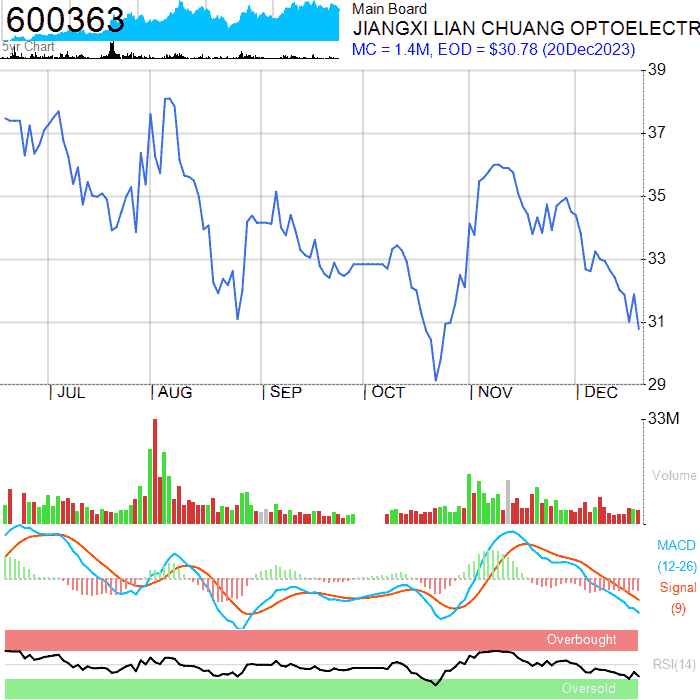 600363
5yr Chart
Main Board
JIANGXI LIAN CHUANG OPTOELECTR
MC = 1.4M, EOD = $30.78 (20Dec2023)
39
37
35
33
31
29
JUL
AUG
SEP
OCT
NOV
DEC
33M
Volume
MACD
(12-26)
Signal
(9)
Overbought
RSI(14)
Oversold